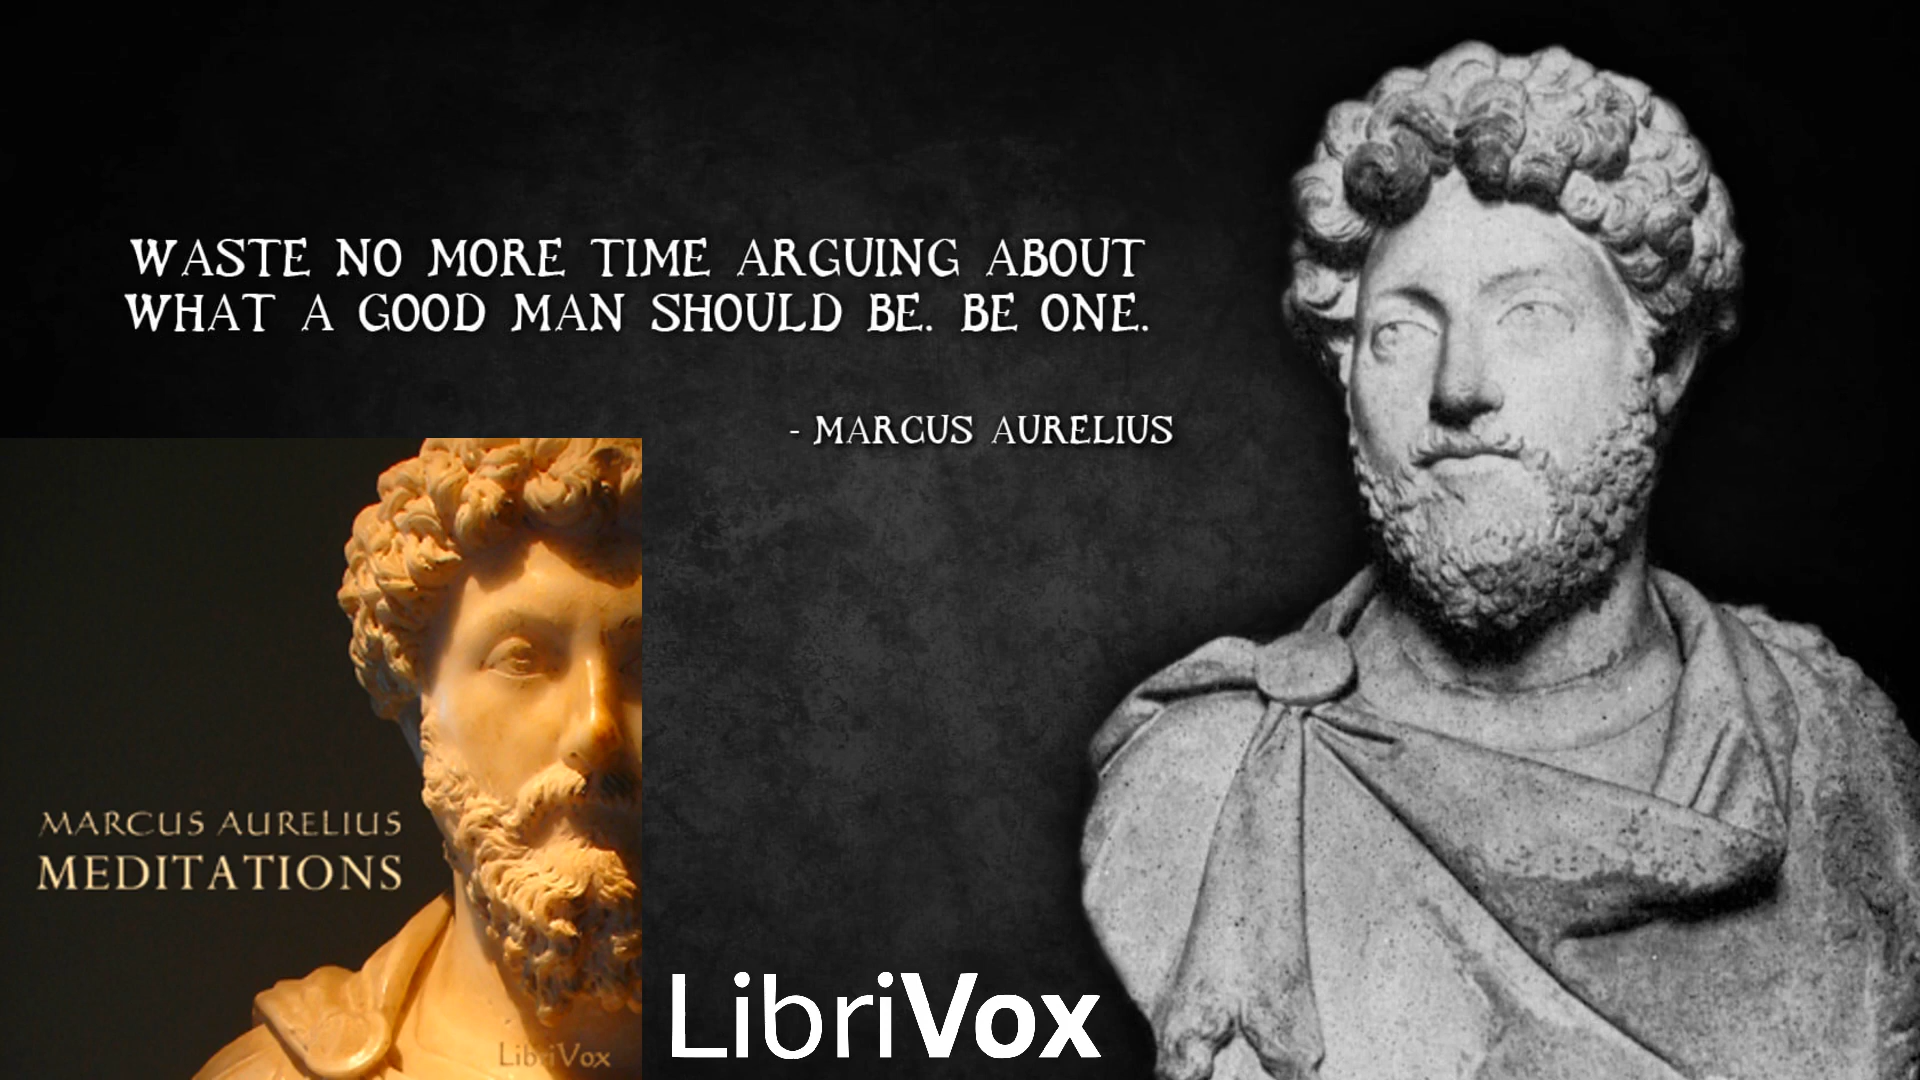 WASTE NO MORE TIME ARGUING ABOUT
WHAT A GOOD MAN SHOULD BE. BE ONE.
- MARCUS AURELIUS
MARCUS AURELIUS
MEDITATIONS
LibriVox
LibriVox